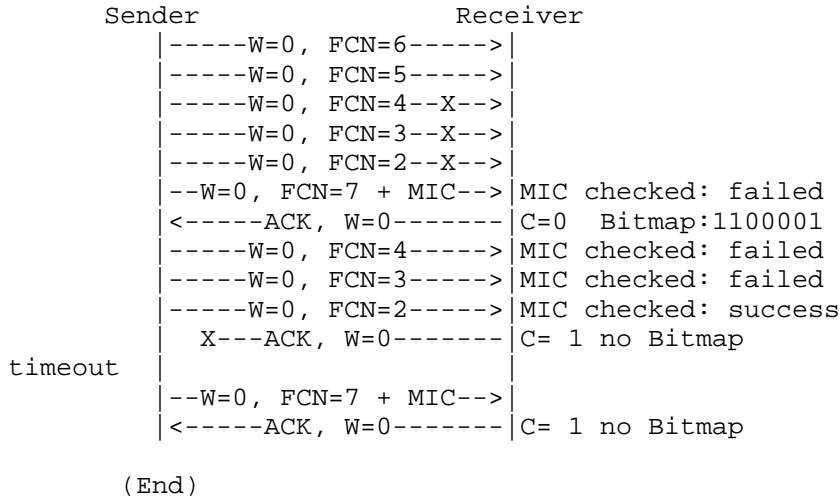 Sender                Receiver
         |-----W=0, FCN=6----->|
         |-----W=0, FCN=5----->|
         |-----W=0, FCN=4--X-->|
         |-----W=0, FCN=3--X-->|
         |-----W=0, FCN=2--X-->|
         |--W=0, FCN=7 + MIC-->|MIC checked: failed
         |<-----ACK, W=0-------|C=0  Bitmap:1100001
         |-----W=0, FCN=4----->|MIC checked: failed
         |-----W=0, FCN=3----->|MIC checked: failed
         |-----W=0, FCN=2----->|MIC checked: success
         |  X---ACK, W=0-------|C= 1 no Bitmap
timeout  |                     |
         |--W=0, FCN=7 + MIC-->|
         |<-----ACK, W=0-------|C= 1 no Bitmap
       (End)